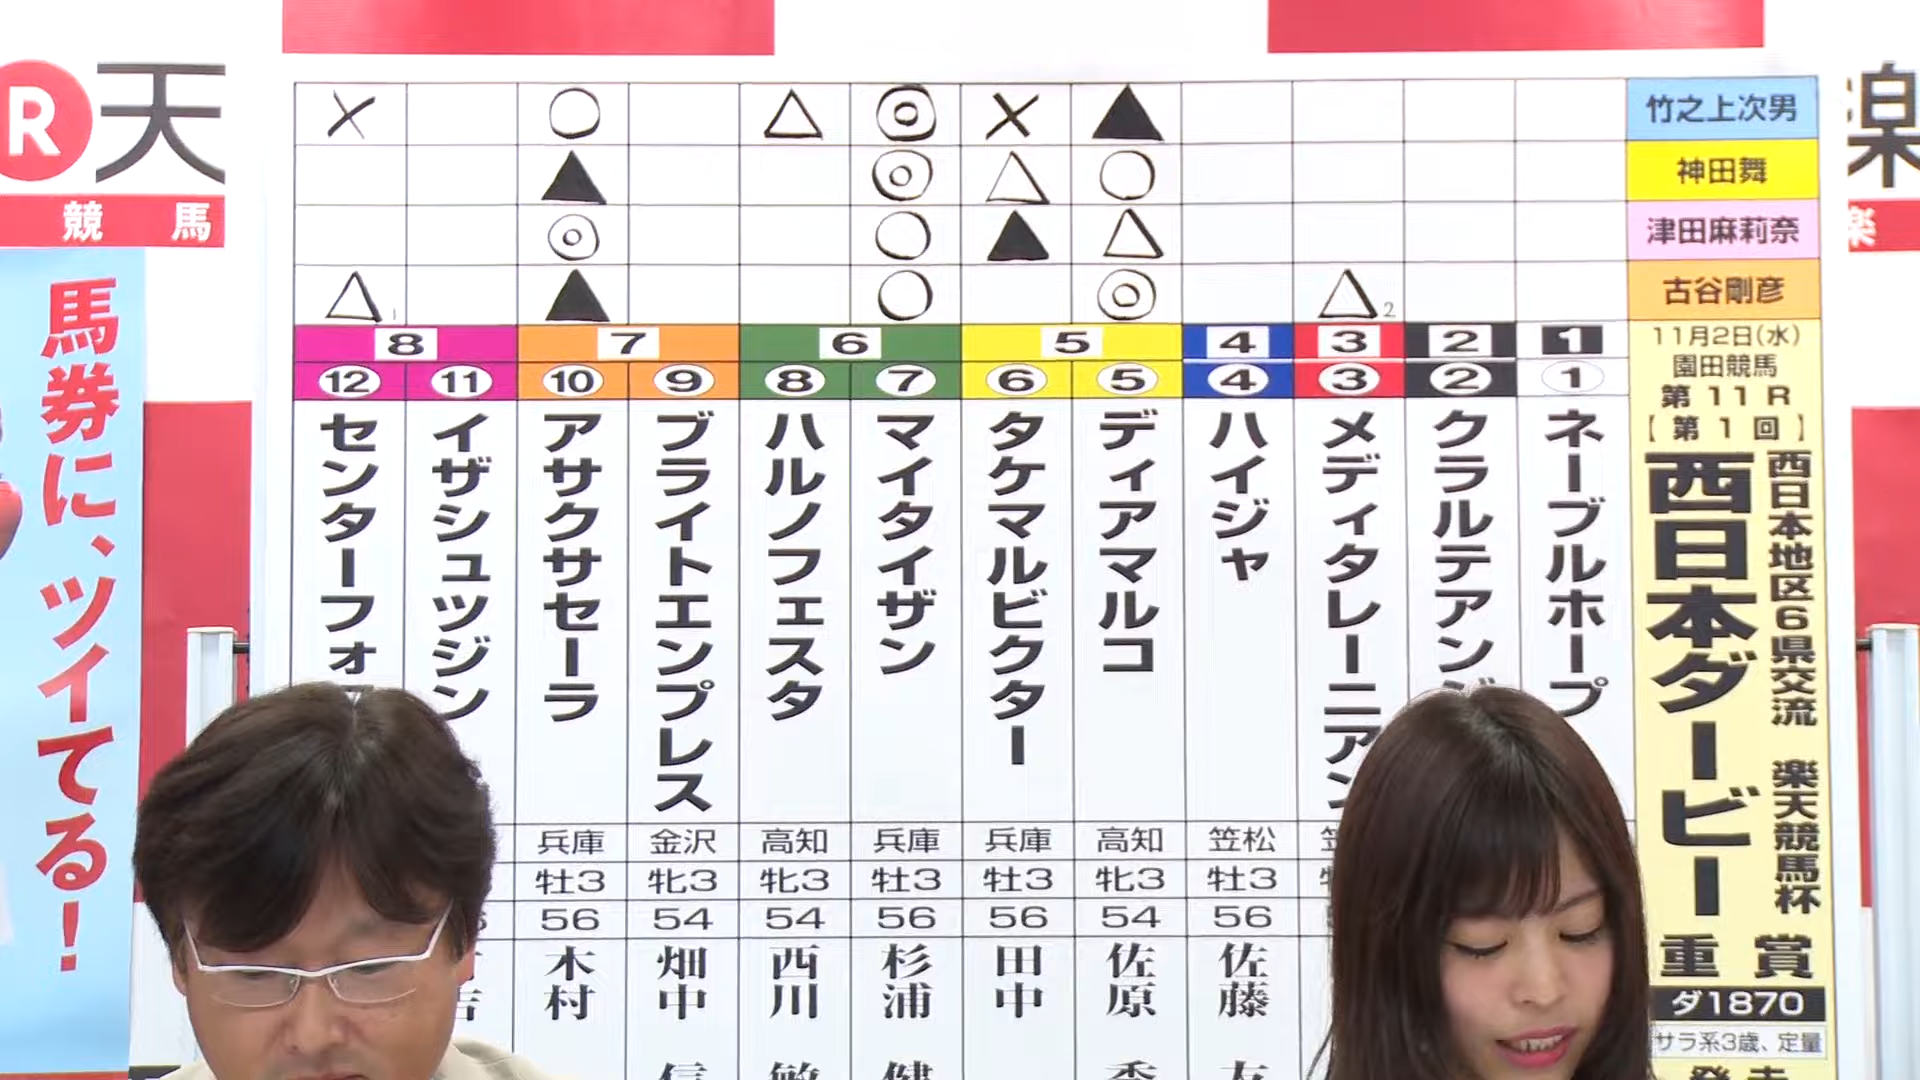 R天
競 馬
馬券に、ツイてる!
楽
楽
竹之上次男
神田舞
津田麻莉奈
古谷剛彦
11月2日(水)
園田競馬
第11R
【第1回】
西日本地区6県交流 楽天競馬杯
西日本ダービー
重賞
ダ1870
サラ系3歳、定量
発走
1
1
ネーブルホープ
2
2
クラルテアン
3
3
メディタレーニアン
2
4
4
ハイジャ
笠松
牡3
56
佐藤
友
5
5
ディアマルコ
高知
牝3
54
佐原
秀
6
タケマルビクター
兵庫
牡3
56
田中
6
7
マイタイザン
兵庫
牡3
56
杉浦
健
8
ハルノフェスタ
高知
牝3
54
西川
敏
7
9
ブライトエンプレス
金沢
牝3
54
畑中
信
10
アサクサセーラ
兵庫
牡3
56
木村
8
11
イザシュツジン
吉
12
センターフォ
1